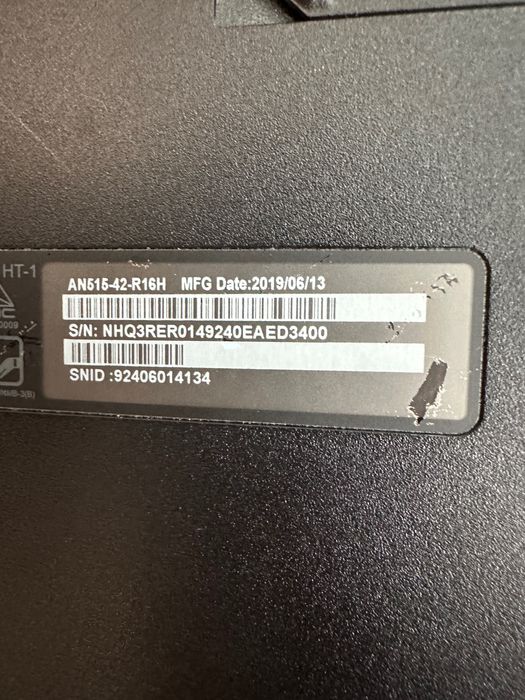 HT-1
AN515-42-R16H MFG Date:2019/06/13
S/N: NHQ3RER0149240EAED3400
SNID :92406014134